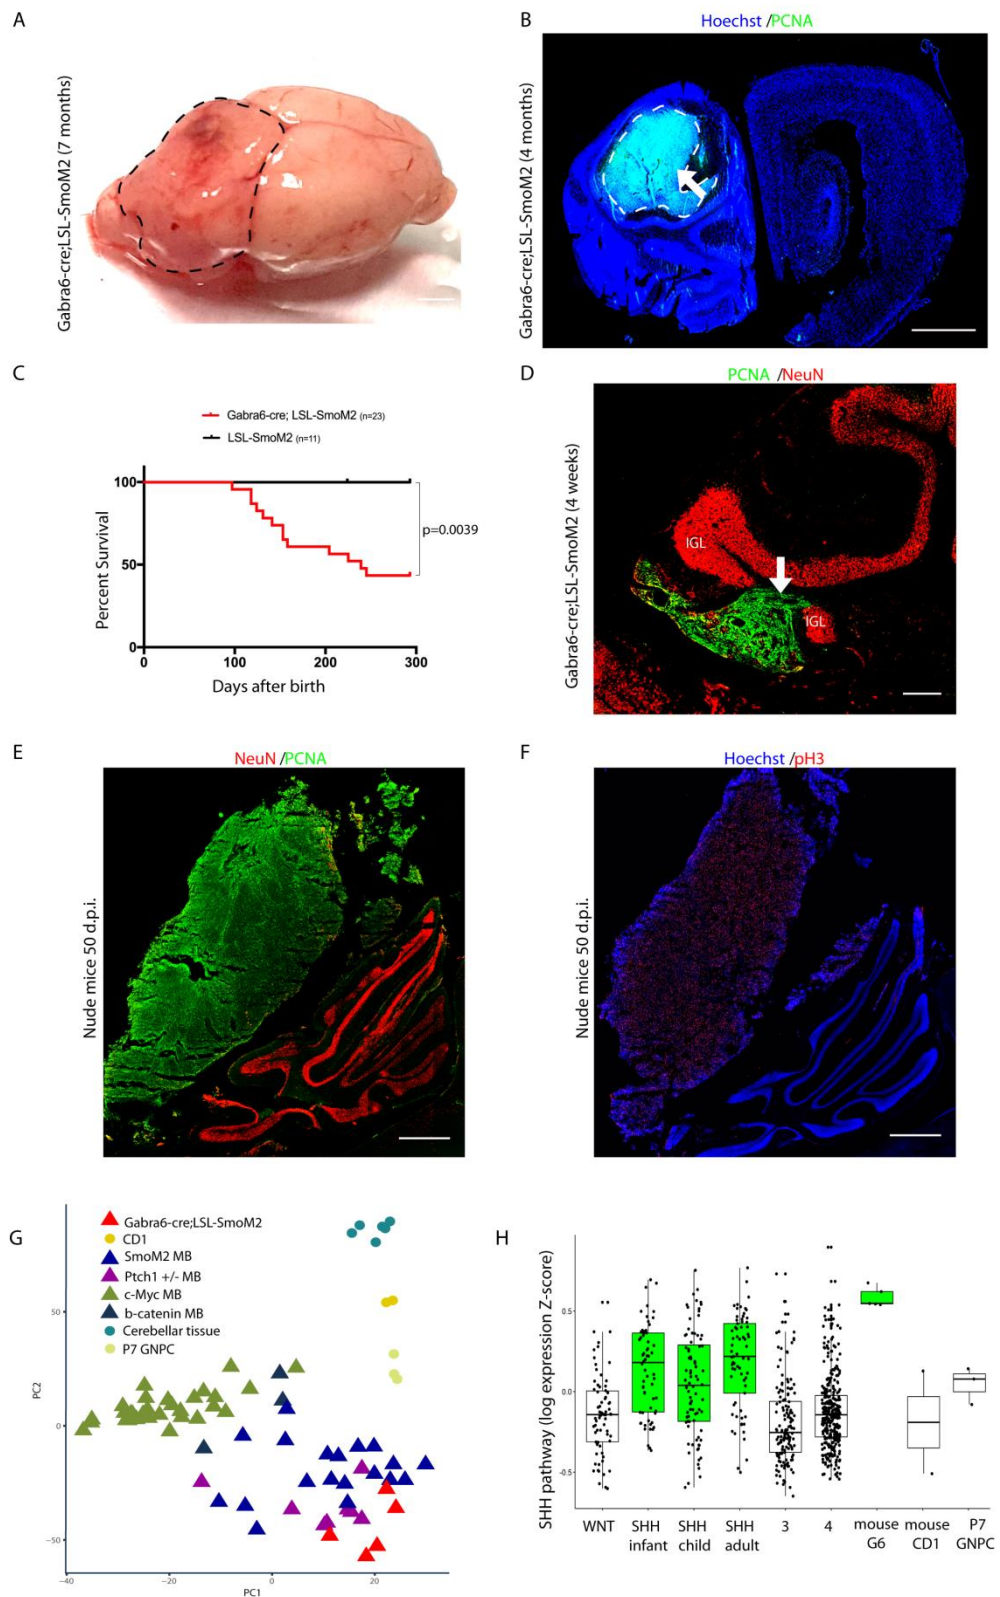 A
Gabra6-cre;LSL-SmoM2 (7 months)
B
Hoechst /PCNA
Gabra6-cre;LSL-SmoM2 (4 months)
C
Gabra6-cre; LSL-SmoM2 (n=23)
LSL-SmoM2 (n=11)
Percent Survival
100
50
0
0
100
200
300
Days after birth
p=0.0039
D
PCNA /NeuN
Gabra6-cre;LSL-SmoM2 (4 weeks)
IGL
IGL
E
NeuN /PCNA
Nude mice 50 d.p.i.
F
Hoechst /pH3
Nude mice 50 d.p.i.
G
Gabra6-cre;LSL-SmoM2
CD1
SmoM2 MB
Ptch1 +/- MB
c-Myc MB
b-catenin MB
Cerebellar tissue
P7 GNPC
PC2
50
0
−50
−40
−20
0
20
PC1
H
SHH pathway (log expression Z-score)
0.5
0.0
-0.5
WNT
SHH infant
SHH child
SHH adult
3
4
mouse G6
mouse CD1
P7 GNPC